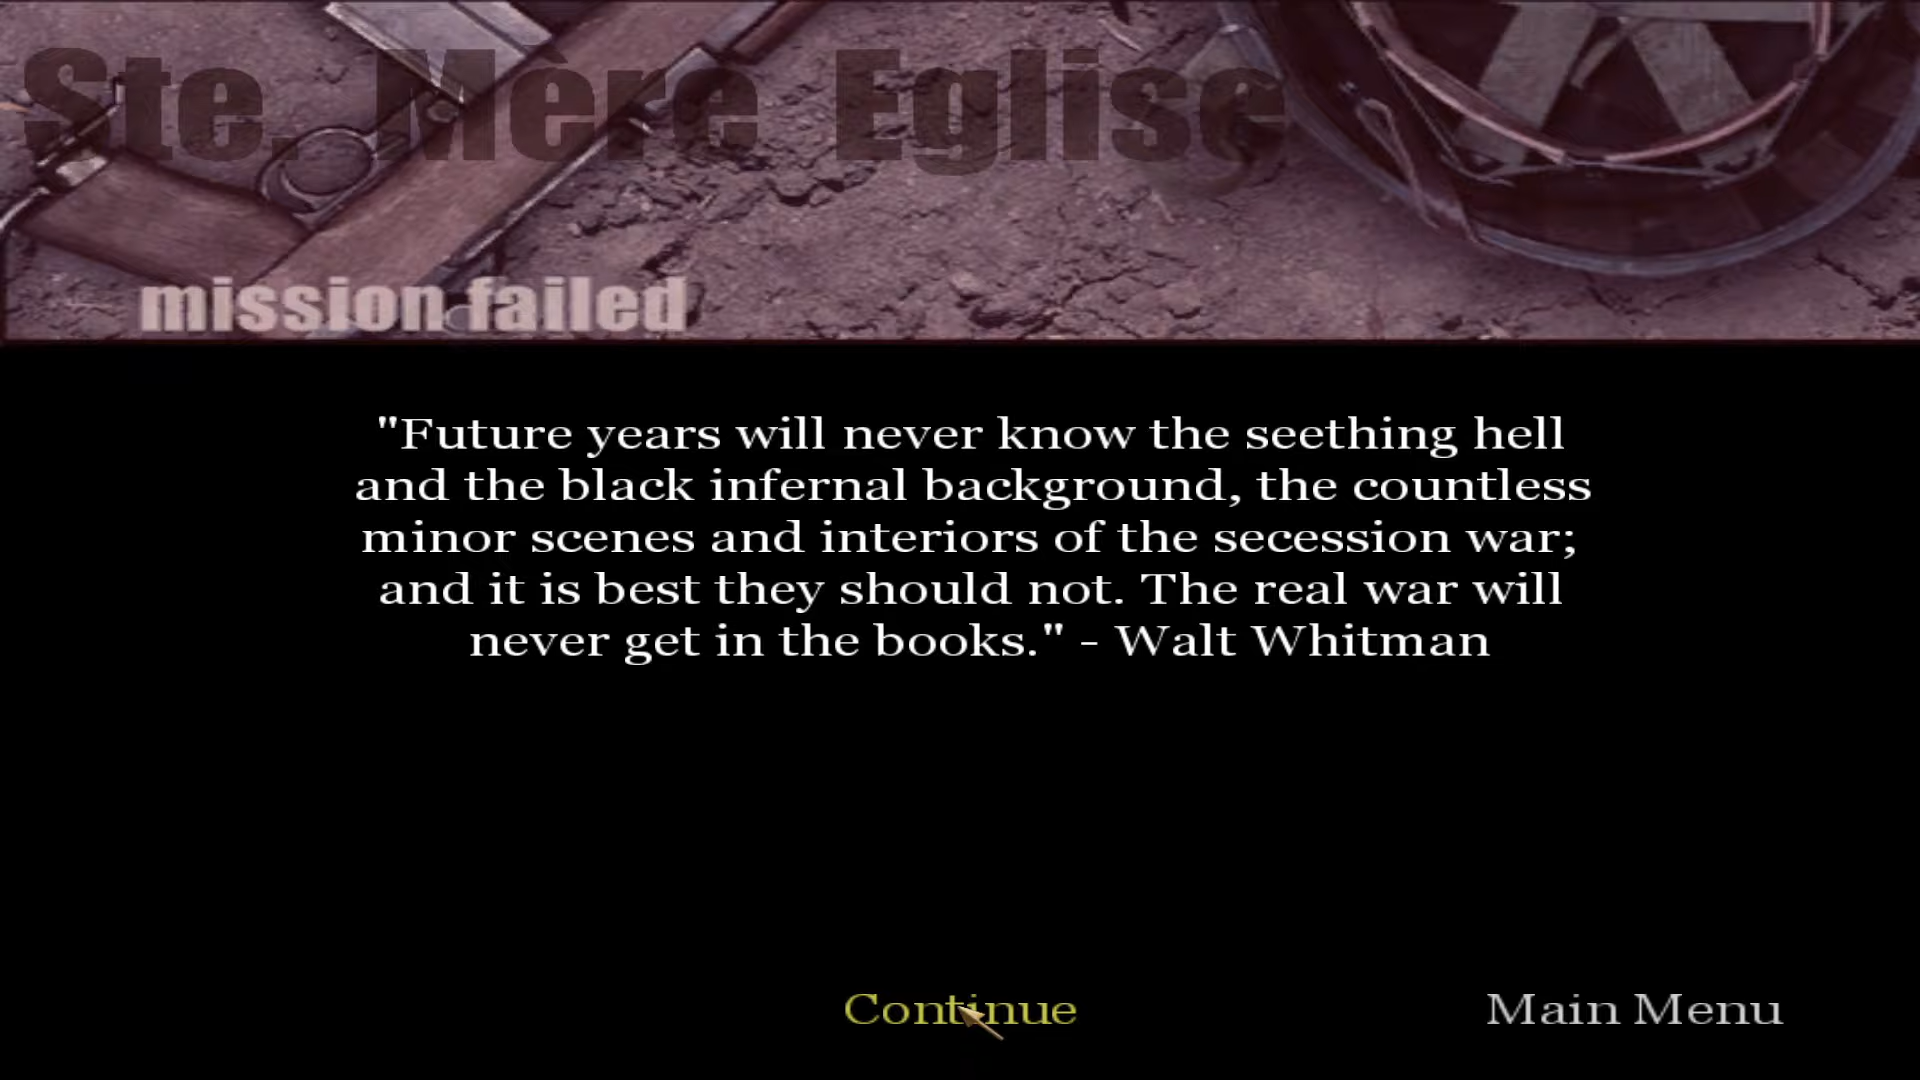 Ste. Mère Eglise
mission failed
"Future years will never know the seething hell
and the black infernal background, the countless
minor scenes and interiors of the secession war;
and it is best they should not. The real war will
never get in the books." - Walt Whitman
Continue
Main Menu